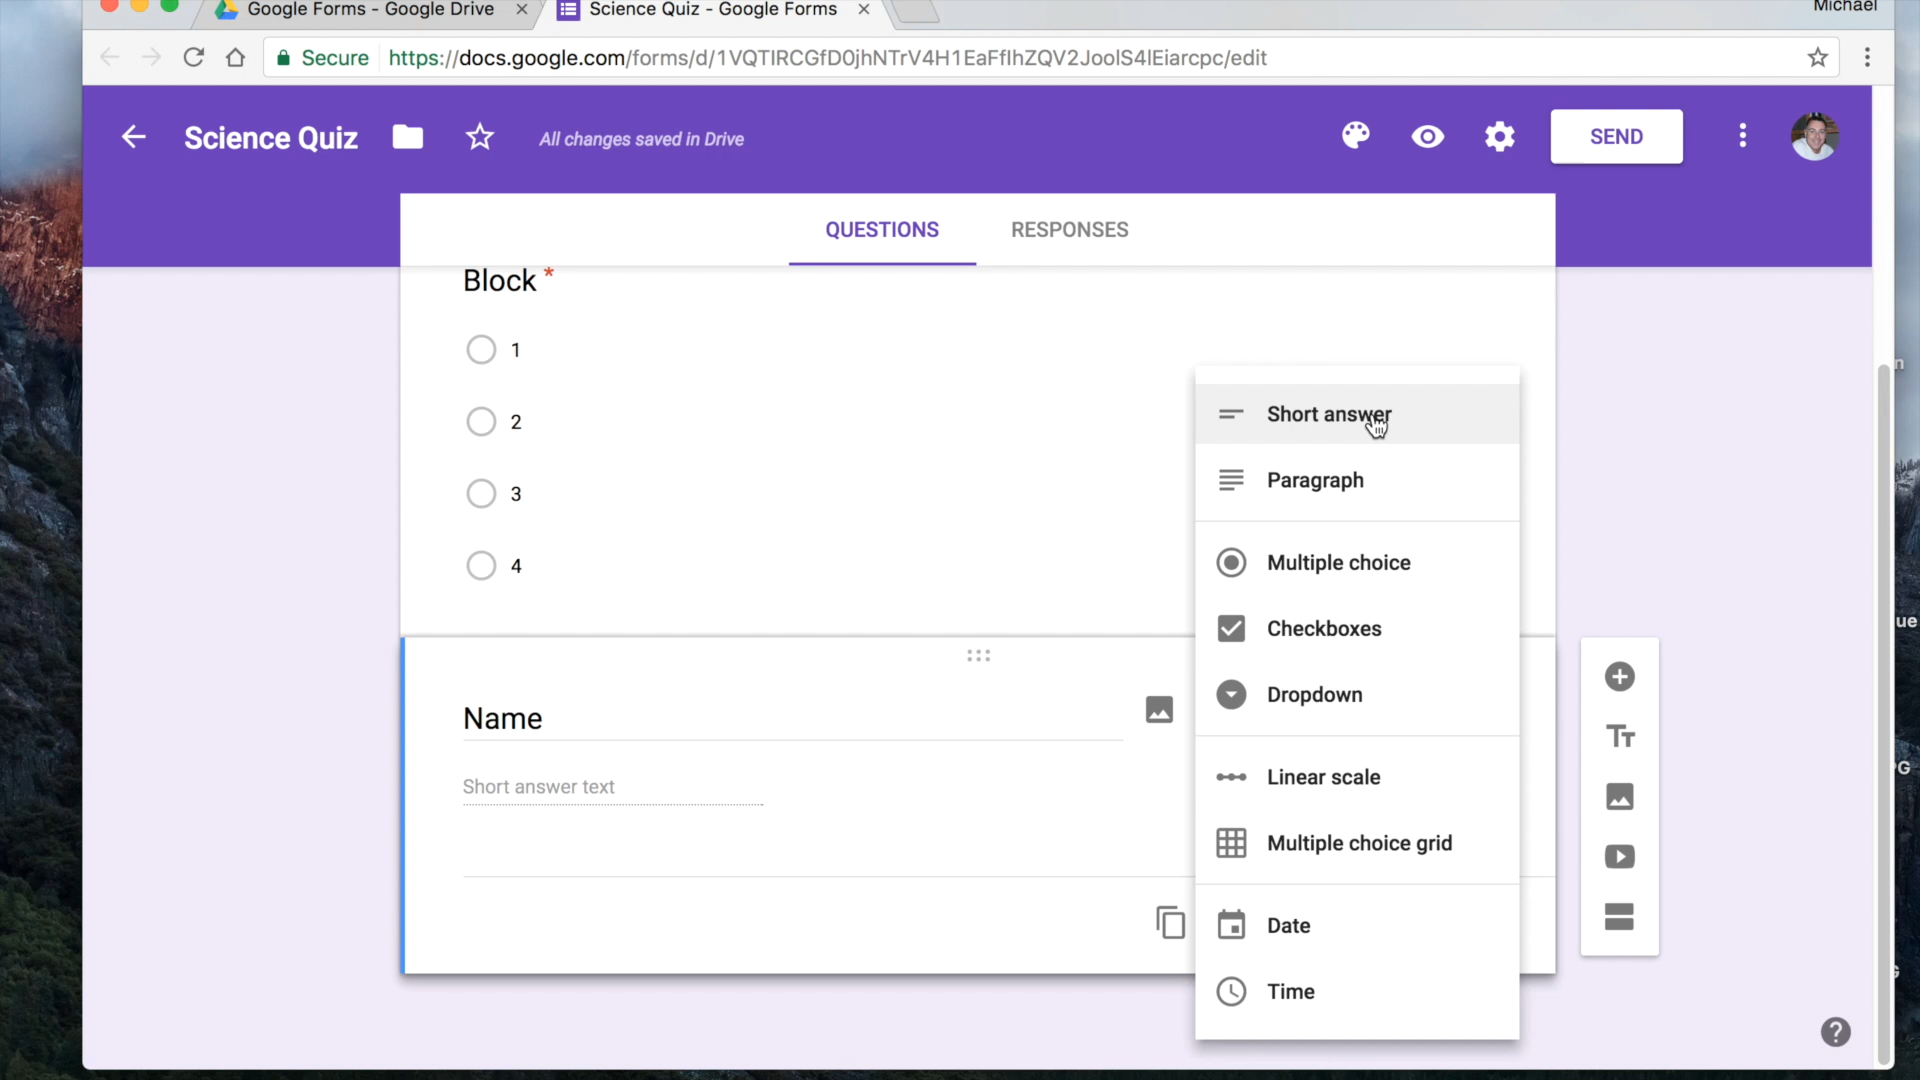 Google Forms - Google Drive
Science Quiz - Google Forms
Michael
Secure
https://docs.google.com/forms/d/1VQTIRCGfD0jhNTrV4H1EaFfIhZQV2JoolS4lEiarcpc/edit
Science Quiz
All changes saved in Drive
SEND
QUESTIONS
RESPONSES
Block *
1
2
3
4
Short answer
Paragraph
Multiple choice
Checkboxes
Dropdown
Linear scale
Multiple choice grid
Date
Time
Name
Short answer text
Tт
n
ue
G